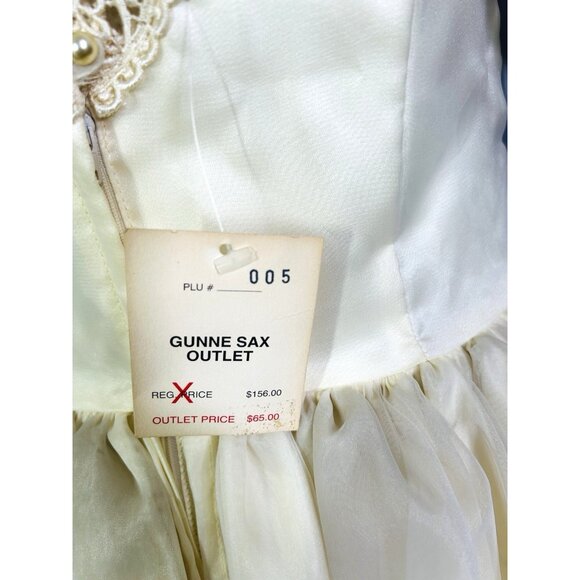 PLU # 005
GUNNE SAX
OUTLET
REG. PRICE $156.00
X
OUTLET PRICE $65.00